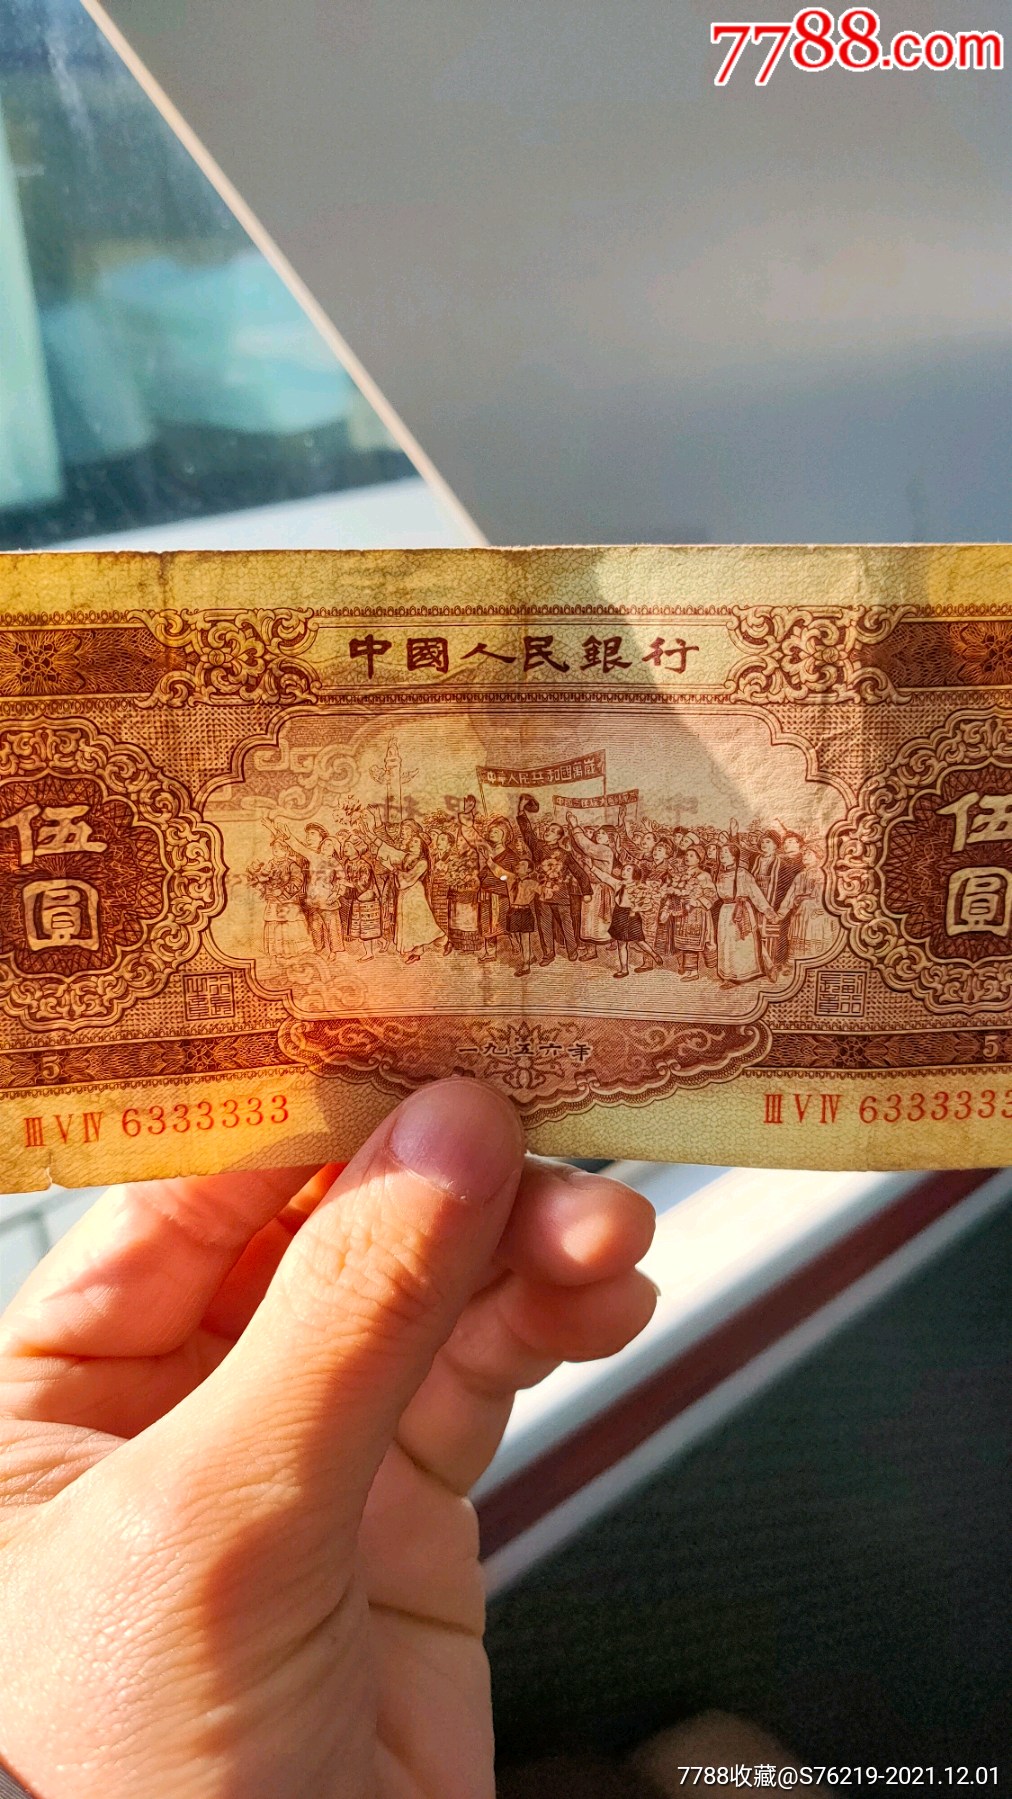 7788.com
中國人民銀行
中華人民共和國萬歲
伍圓
伍圓
一九五六年
5
5
ⅢⅤⅣ 6333333
ⅢⅤⅣ 6333333
7788收藏@S76219-2021.12.01